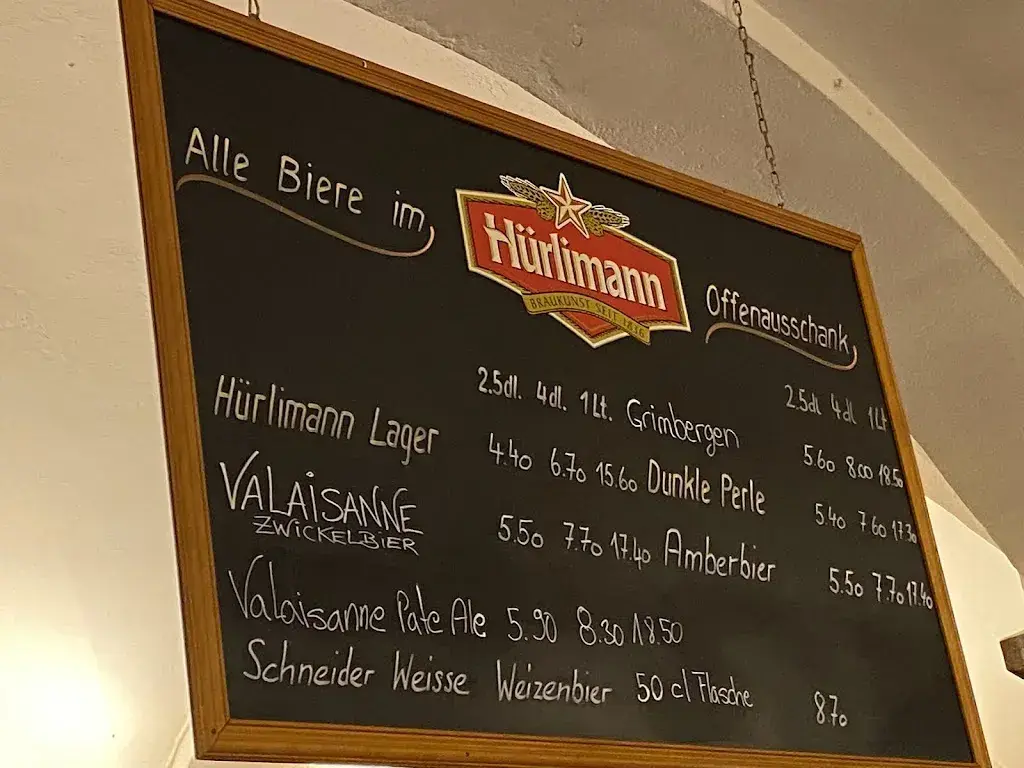 Alle Biere im
Hürlimann
BRAUKUNST SEIT 1836
Offenausschank
2.5dl. 4dl. 1Lt.
2.5dl 4dl 1Lt
Hürlimann Lager 4.40 6.70 15.60
Grimbergen 5.60 8.00 18.50
VALAISANNE
ZWICKELBIER
5.50 7.70 17.40
Dunkle Perle 5.40 7.60 17.30
Amberbier 5.50 7.70 17.40
Valaisanne Pale Ale 5.90 8.30 18.50
Schneider Weisse Weizenbier 50 cl Flasche 8.70